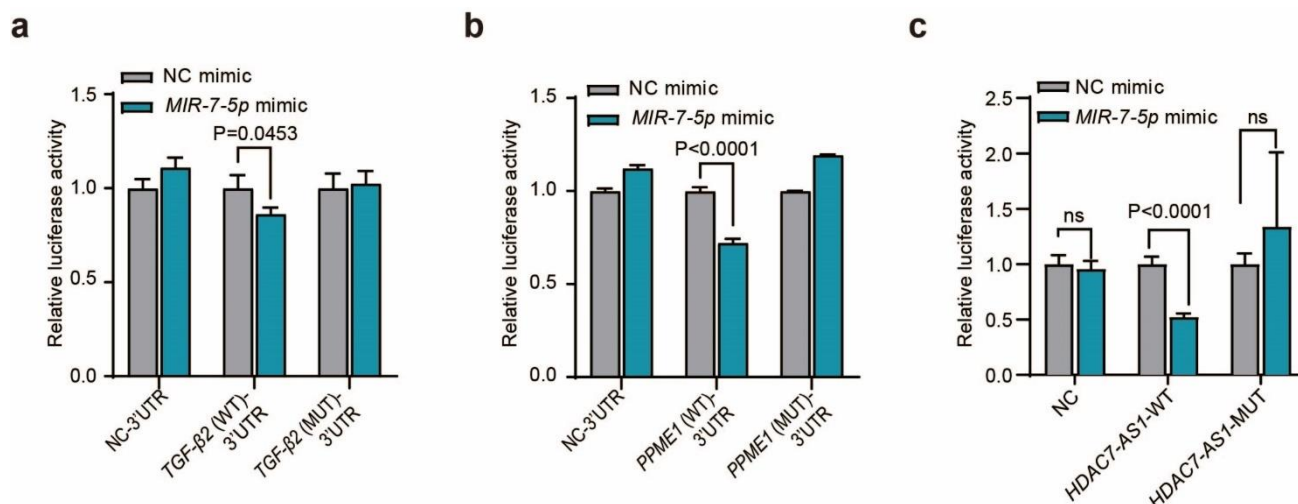 a
NC mimic
MIR-7-5p mimic
P=0.0453
Relative luciferase activity
1.5
1.0
0.5
0.0
NC-3'UTR
TGF-β2 (WT)-
3'UTR
TGF-β2 (MUT)-
3'UTR
b
NC mimic
MIR-7-5p mimic
P<0.0001
Relative luciferase activity
1.5
1.0
0.5
0.0
NC-3'UTR
PPME1 (WT)-
3'UTR
PPME1 (MUT)-
3'UTR
c
NC mimic
MIR-7-5p mimic
ns
P<0.0001
ns
Relative luciferase activity
2.5
2.0
1.5
1.0
0.5
0.0
NC
HDAC7-AS1-WT
HDAC7-AS1-MUT